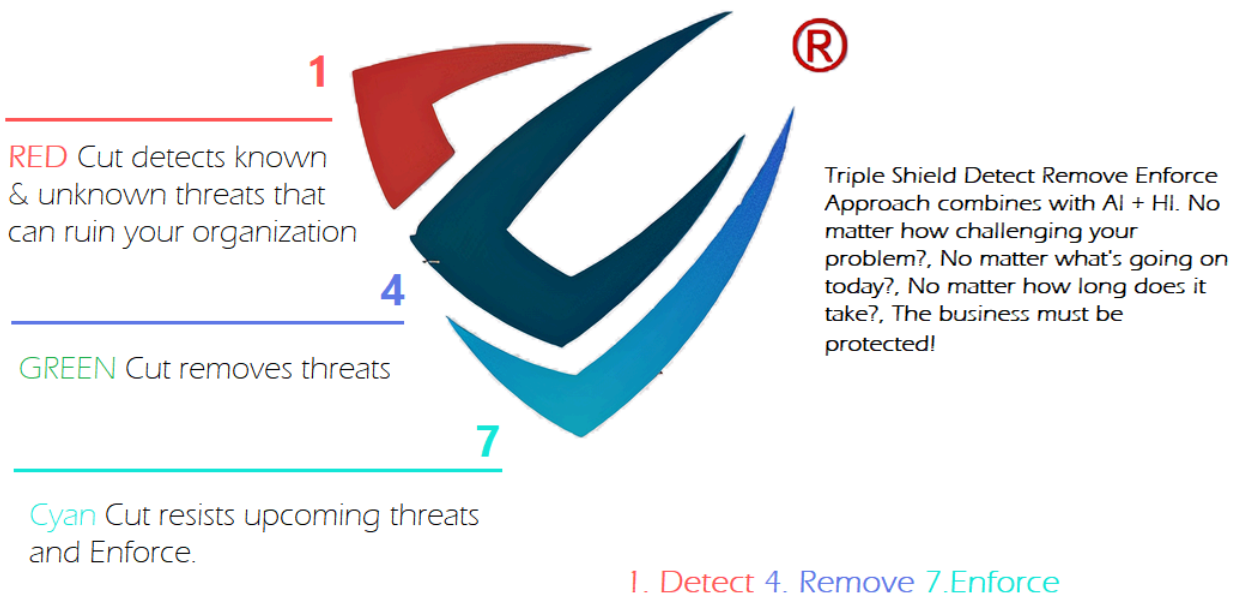 1
RED Cut detects known
& unknown threats that
can ruin your organization
4
GREEN Cut removes threats
7
Cyan Cut resists upcoming threats
and Enforce.
®
Triple Shield Detect Remove Enforce
Approach combines with AI + HI. No
matter how challenging your
problem?, No matter what's going on
today?, No matter how long does it
take?, The business must be
protected!
1. Detect 4. Remove 7.Enforce